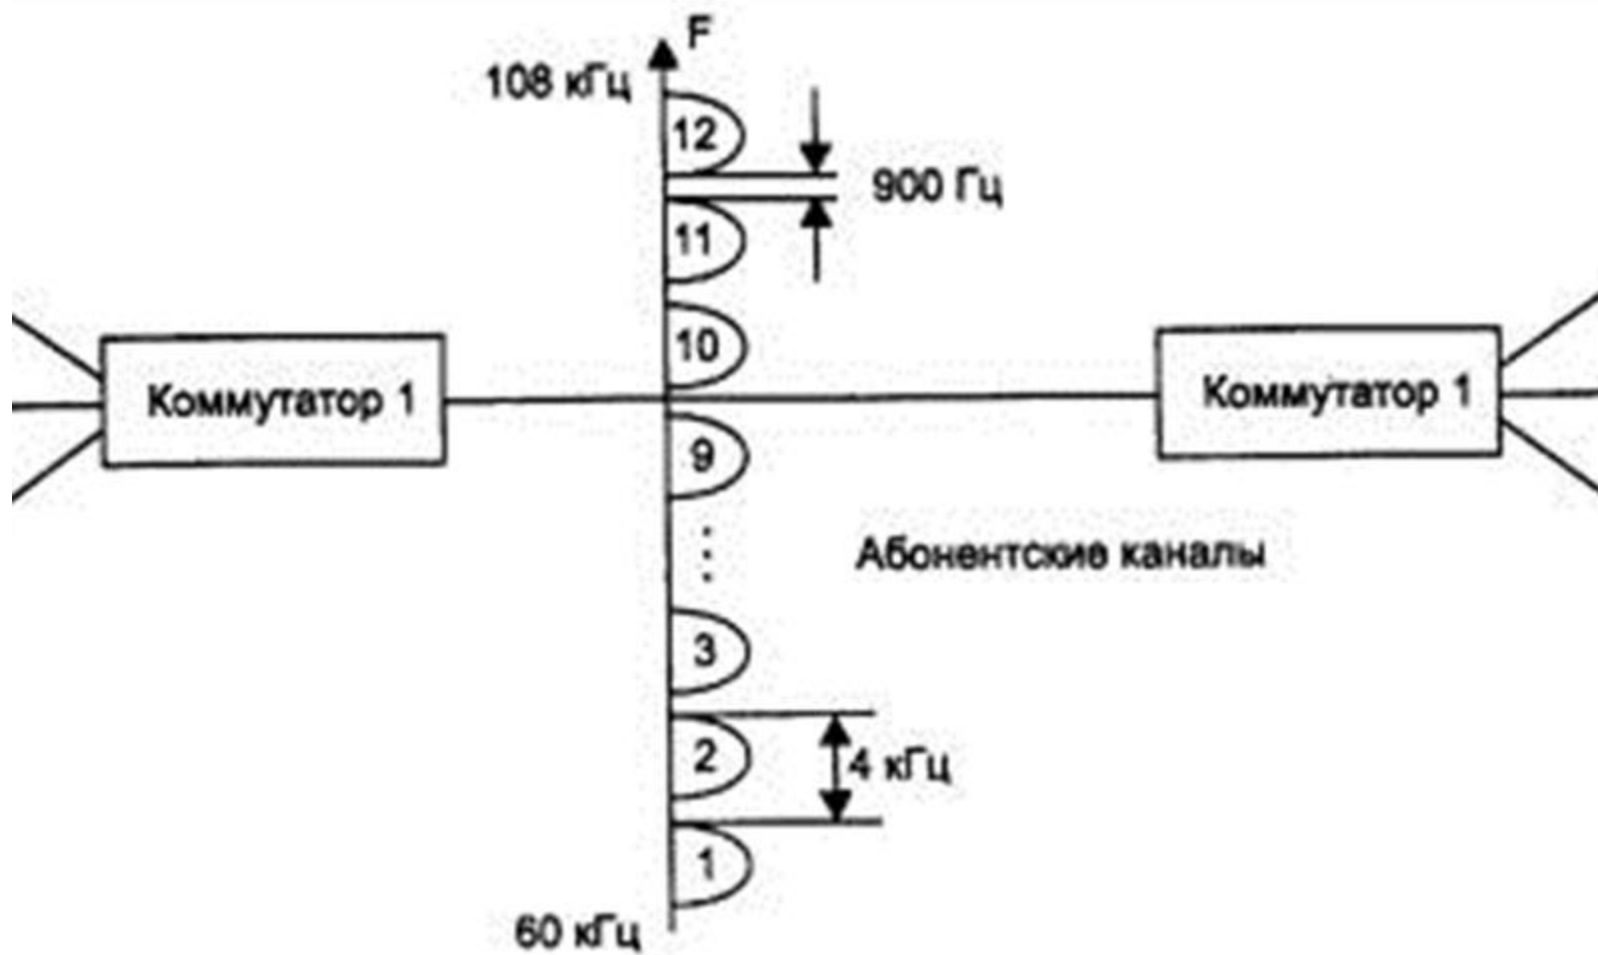 F
108 кГц
12
900 Гц
11
10
Коммутатор 1
Коммутатор 1
9
Абонентские каналы
3
2
4 кГц
1
60 кГц